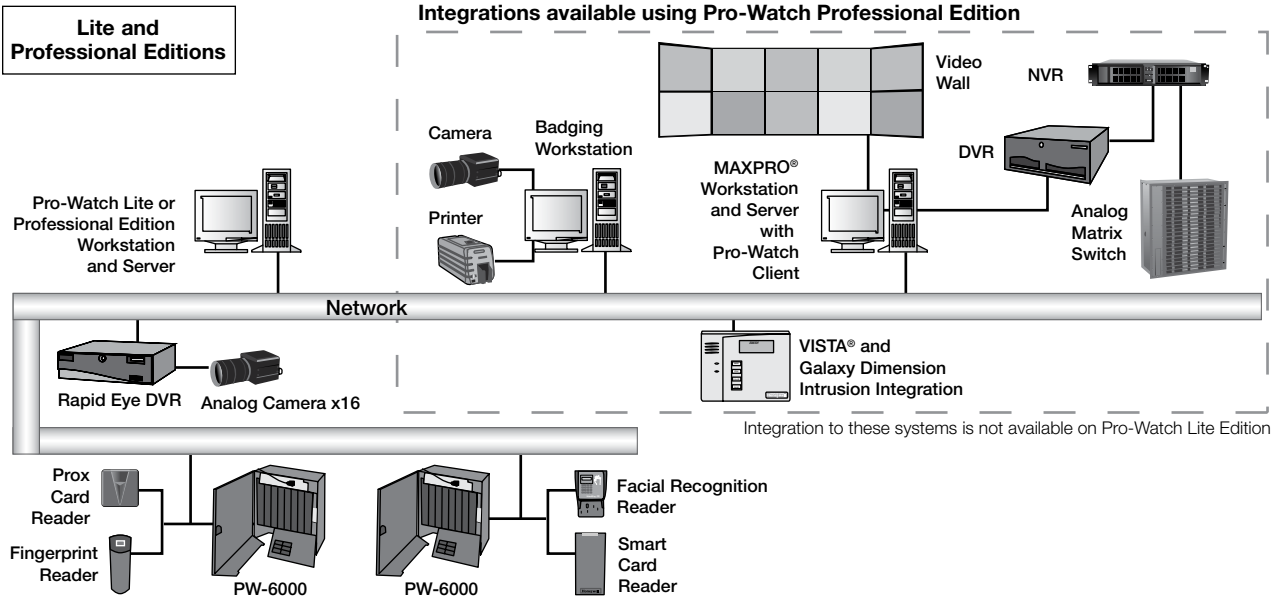 Lite and
Professional Editions
Integrations available using Pro-Watch Professional Edition
Video
Wall
NVR
Camera
Badging
Workstation
DVR
MAXPRO®
Workstation
and Server
with
Pro-Watch
Client
Pro-Watch Lite or
Professional Edition
Workstation
and Server
Printer
Analog
Matrix
Switch
Network
VISTA® and
Galaxy Dimension
Intrusion Integration
Rapid Eye DVR
Analog Camera x16
Integration to these systems is not available on Pro-Watch Lite Edition
Prox
Card
Reader
Fingerprint
Reader
PW-6000
PW-6000
Facial Recognition
Reader
Smart
Card
Reader